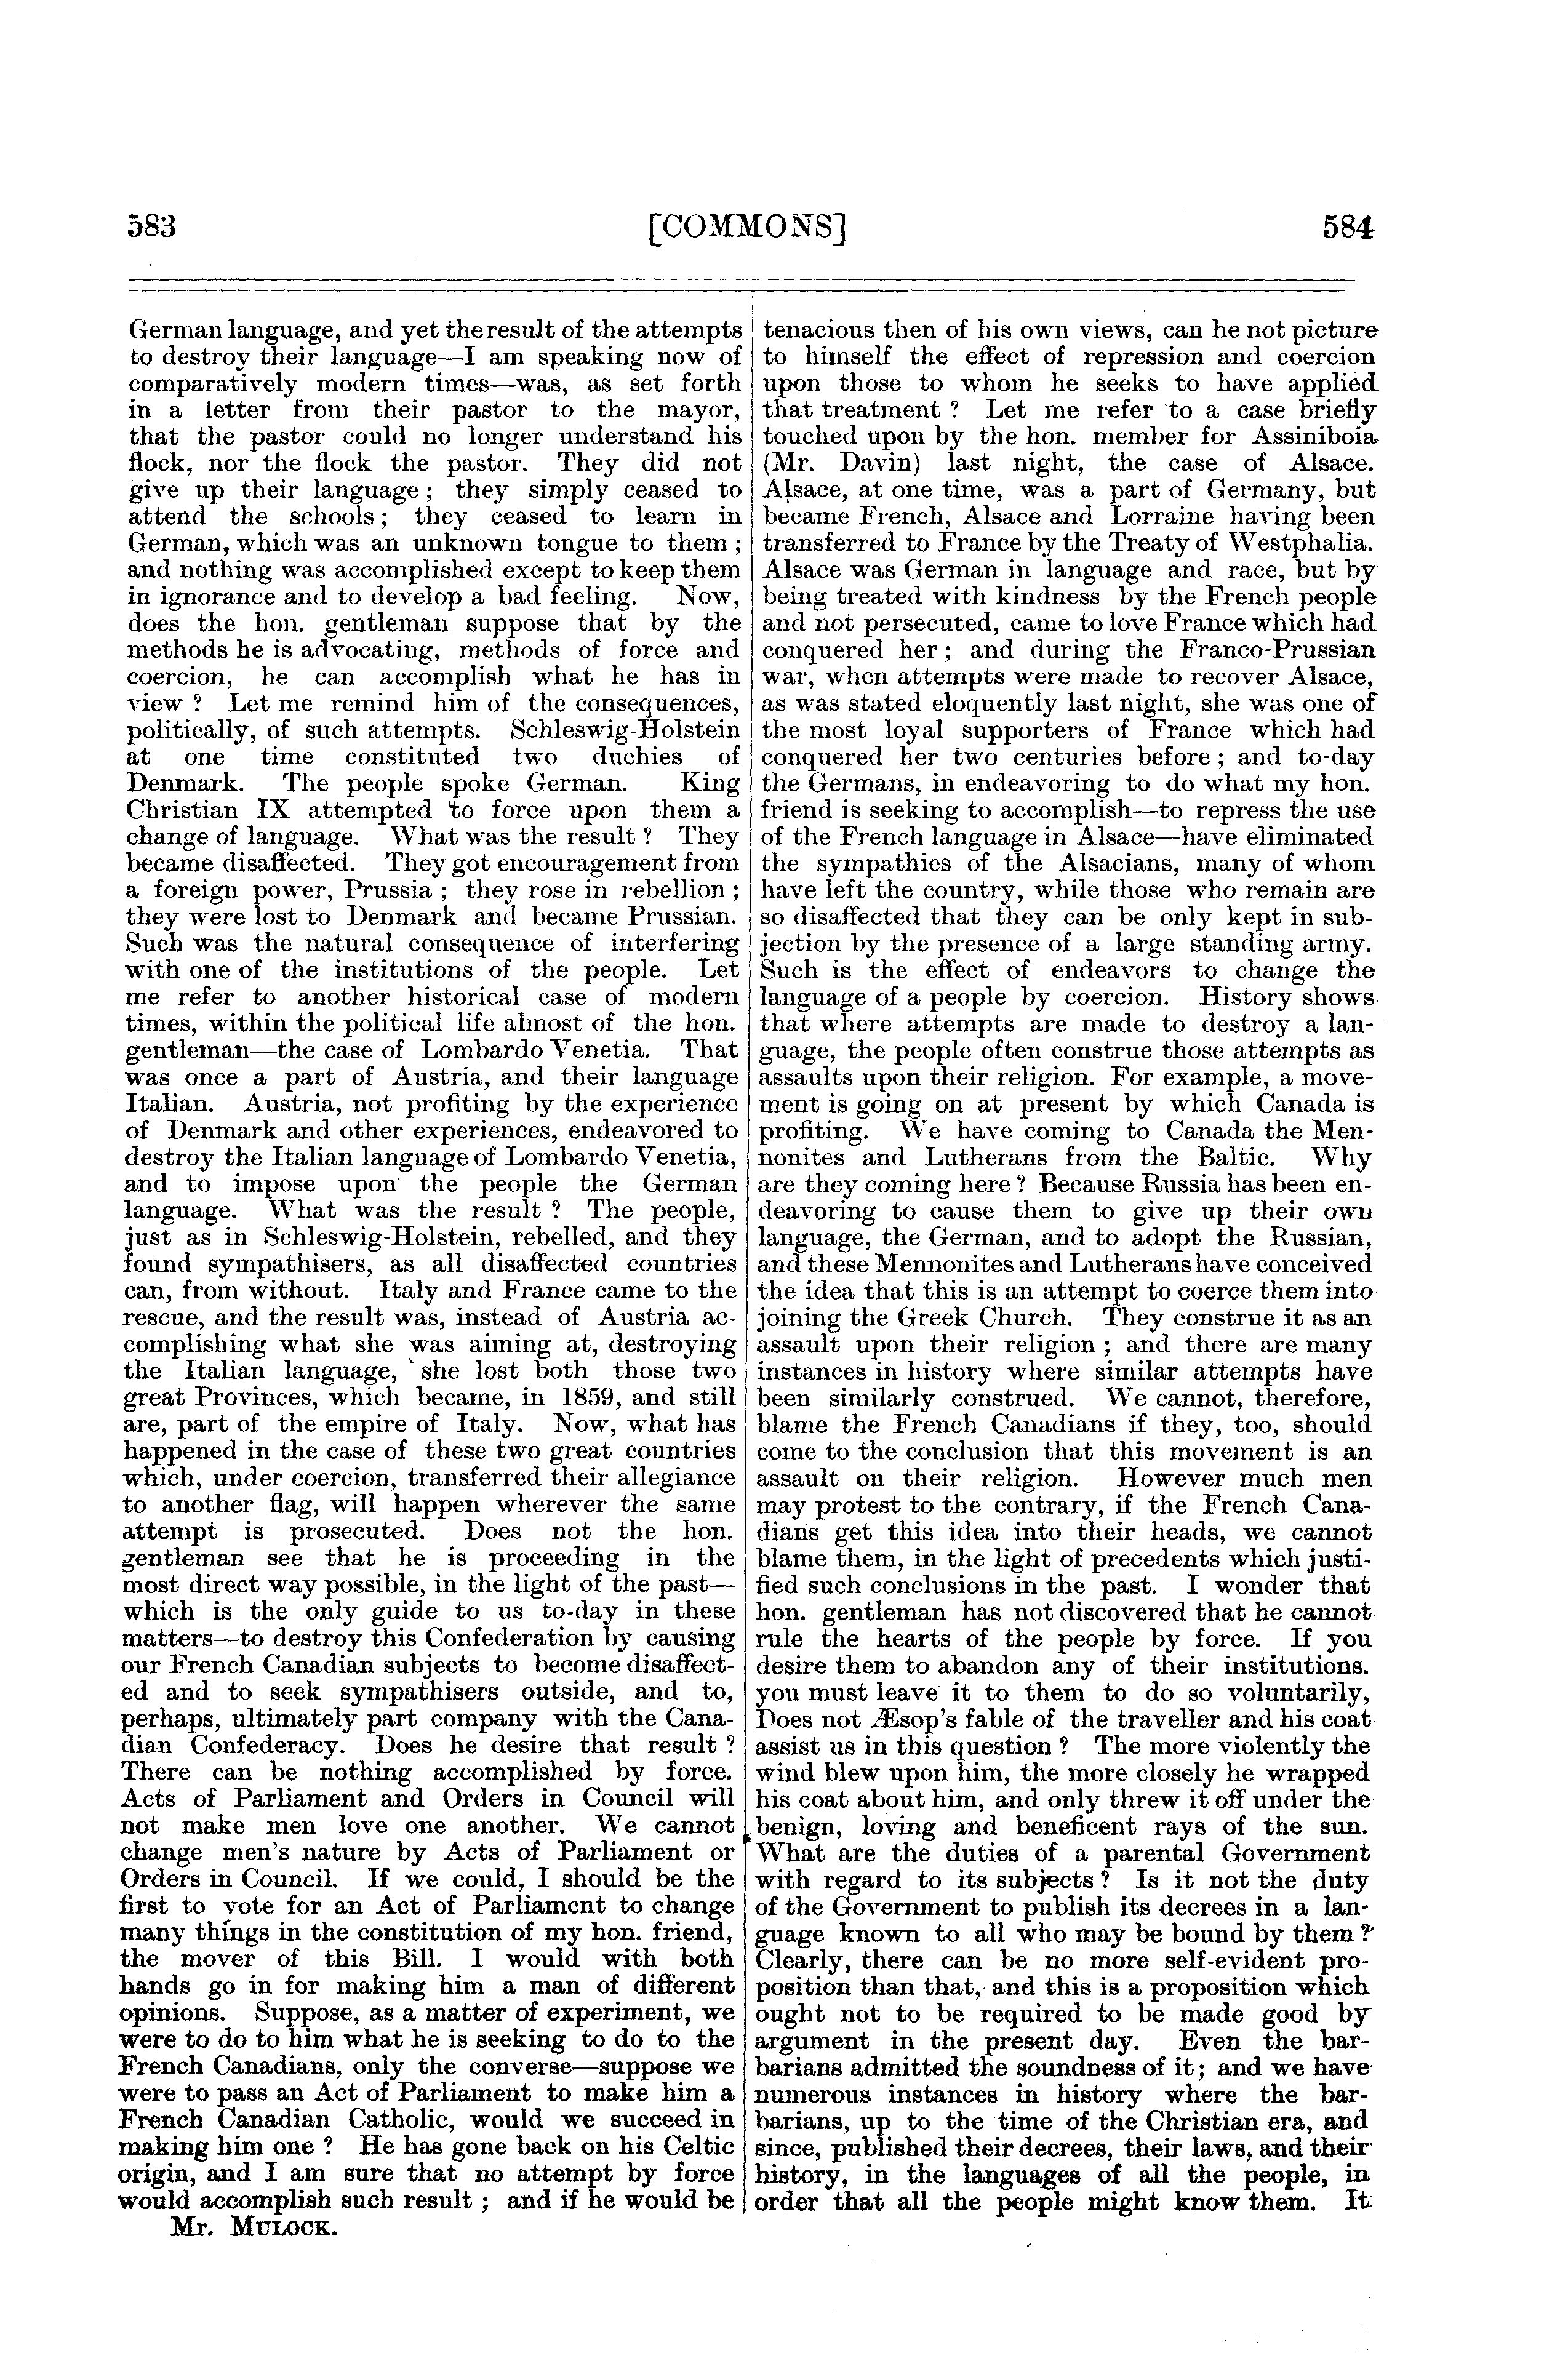 583
[COMMONS]
584
German language, and yet the result of the attempts
to destroy their language—I am speaking now of
comparatively modern times—was, as set forth
in a letter from their pastor to the mayor,
that the pastor could no longer understand his
flock, nor the flock the pastor. They did not
give up their language; they simply ceased to
attend the schools; they ceased to learn in
German, which was an unknown tongue to them;
and nothing was accomplished except to keep them
in ignorance and to develop a bad feeling. Now,
does the hon. gentleman suppose that by the
methods he is advocating, methods of force and
coercion, he can accomplish what he has in
view? Let me remind him of the consequences,
politically, of such attempts. Schleswig-Holstein
at one time constituted two duchies of
Denmark. The people spoke German. King
Christian IX attempted to force upon them a
change of language. What was the result? They
became disaffected. They got encouragement from
a foreign power, Prussia; they rose in rebellion;
they were lost to Denmark and became Prussian.
Such was the natural consequence of interfering
with one of the institutions of the people. Let
me refer to another historical case of modern
times, within the political life almost of the hon.
gentleman—the case of Lombardo Venetia. That
was once a part of Austria, and their language
Italian. Austria, not profiting by the experience
of Denmark and other experiences, endeavored to
destroy the Italian language of Lombardo Venetia,
and to impose upon the people the German
language. What was the result? The people,
just as in Schleswig-Holstein, rebelled, and they
found sympathisers, as all disaffected countries
can, from without. Italy and France came to the
rescue, and the result was, instead of Austria ac-
complishing what she was aiming at, destroying
the Italian language, she lost both those two
great Provinces, which became, in 1859, and still
are, part of the empire of Italy. Now, what has
happened in the case of these two great countries
which, under coercion, transferred their allegiance
to another flag, will happen wherever the same
attempt is prosecuted. Does not the hon.
gentleman see that he is proceeding in the
most direct way possible, in the light of the past—
which is the only guide to us to-day in these
matters—to destroy this Confederation by causing
our French Canadian subjects to become disaffect-
ed and to seek sympathisers outside, and to,
perhaps, ultimately part company with the Cana-
dian Confederacy. Does he desire that result?
There can be nothing accomplished by force.
Acts of Parliament and Orders in Council will
not make men love one another. We cannot
change men's nature by Acts of Parliament or
Orders in Council. If we could, I should be the
first to vote for an Act of Parliament to change
many things in the constitution of my hon. friend,
the mover of this Bill. I would with both
hands go in for making him a man of different
opinions. Suppose, as a matter of experiment, we
were to do to him what he is seeking to do to the
French Canadians, only the converse—suppose we
were to pass an Act of Parliament to make him a
French Canadian Catholic, would we succeed in
making him one? He has gone back on his Celtic
origin, and I am sure that no attempt by force
would accomplish such result; and if he would be
Mr. MULOCK.
tenacious then of his own views, can he not picture
to himself the effect of repression and coercion
upon those to whom he seeks to have applied
that treatment? Let me refer to a case briefly
touched upon by the hon. member for Assiniboia
(Mr. Davin) last night, the case of Alsace.
Alsace, at one time, was a part of Germany, but
became French, Alsace and Lorraine having been
transferred to France by the Treaty of Westphalia.
Alsace was German in language and race, but by
being treated with kindness by the French people
and not persecuted, came to love France which had
conquered her; and during the Franco-Prussian
war, when attempts were made to recover Alsace,
as was stated eloquently last night, she was one of
the most loyal supporters of France which had
conquered her two centuries before; and to-day
the Germans, in endeavoring to do what my hon.
friend is seeking to accomplish—to repress the use
of the French language in Alsace—have eliminated
the sympathies of the Alsacians, many of whom
have left the country, while those who remain are
so disaffected that they can be only kept in sub-
jection by the presence of a large standing army.
Such is the effect of endeavors to change the
language of a people by coercion. History shows
that where attempts are made to destroy a lan-
guage, the people often construe those attempts as
assaults upon their religion. For example, a move-
ment is going on at present by which Canada is
profiting. We have coming to Canada the Men-
nonites and Lutherans from the Baltic. Why
are they coming here? Because Russia has been en-
deavoring to cause them to give up their own
language, the German, and to adopt the Russian,
and these Mennonites and Lutherans have conceived
the idea that this is an attempt to coerce them into
joining the Greek Church. They construe it as an
assault upon their religion; and there are many
instances in history where similar attempts have
been similarly construed. We cannot, therefore,
blame the French Canadians if they, too, should
come to the conclusion that this movement is an
assault on their religion. However much men
may protest to the contrary, if the French Cana-
dians get this idea into their heads, we cannot
blame them, in the light of precedents which justi-
fied such conclusions in the past. I wonder that
hon. gentleman has not discovered that he cannot
rule the hearts of the people by force. If you
desire them to abandon any of their institutions.
you must leave it to them to do so voluntarily,
Does not Æsop's fable of the traveller and his coat
assist us in this question? The more violently the
wind blew upon him, the more closely he wrapped
his coat about him, and only threw it off under the
benign, loving and beneficent rays of the sun.
What are the duties of a parental Government
with regard to its subjects? Is it not the duty
of the Government to publish its decrees in a lan-
guage known to all who may be bound by them?
Clearly, there can be no more self-evident pro-
position than that, and this is a proposition which
ought not to be required to be made good by
argument in the present day. Even the bar-
barians admitted the soundness of it; and we have
numerous instances in history where the bar-
barians, up to the time of the Christian era, and
since, published their decrees, their laws, and their
history, in the languages of all the people, in
order that all the people might know them. It